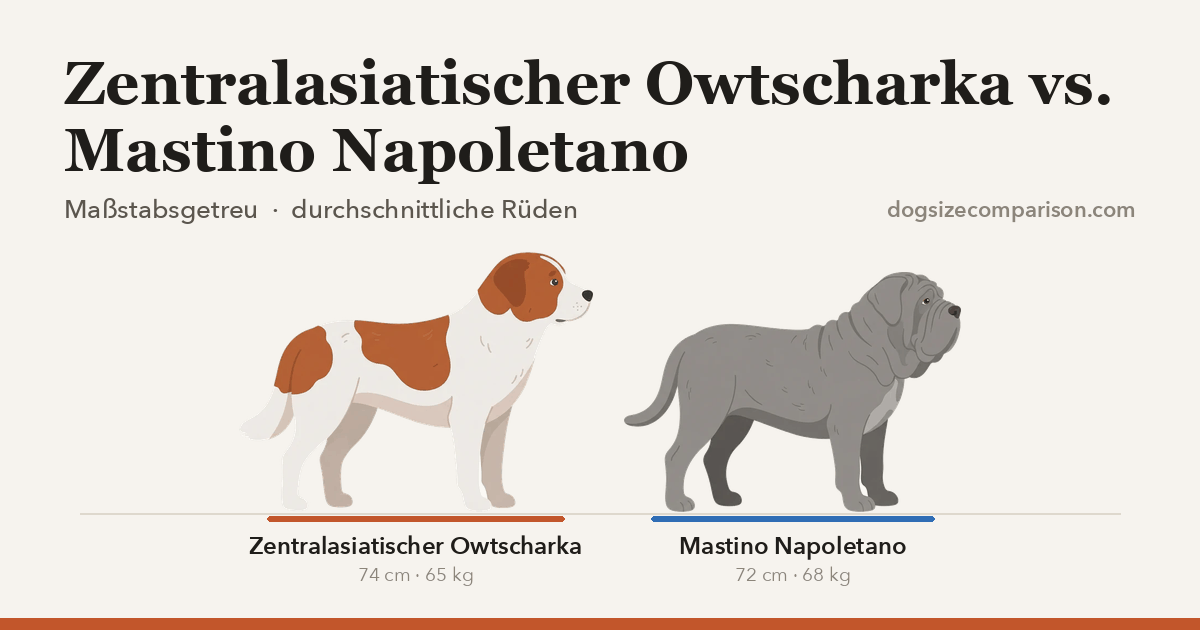 Zentralasiatischer Owtscharka vs.
Mastino Napoletano
Maßstabsgetreu · durchschnittliche Rüden
dogsizecomparison.com
Zentralasiatischer Owtscharka
74 cm · 65 kg
Mastino Napoletano
72 cm · 68 kg